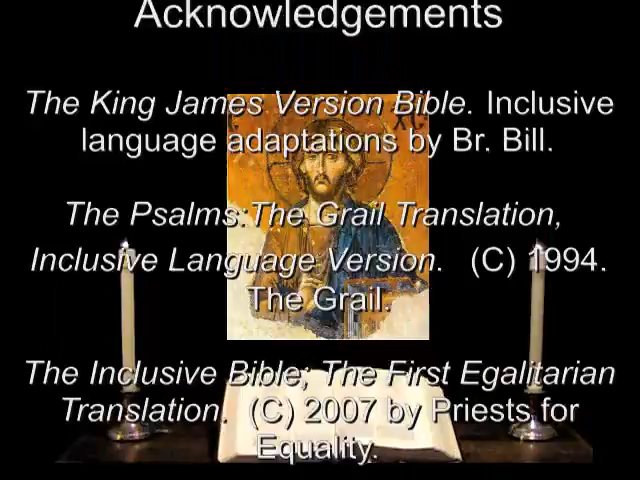 Acknowledgements
The King James Version Bible. Inclusive
language adaptations by Br. Bill.
The Psalms:The Grail Translation,
Inclusive Language Version. (C) 1994.
The Grail.
The Inclusive Bible; The First Egalitarian
Translation. (C) 2007 by Priests for
Equality.